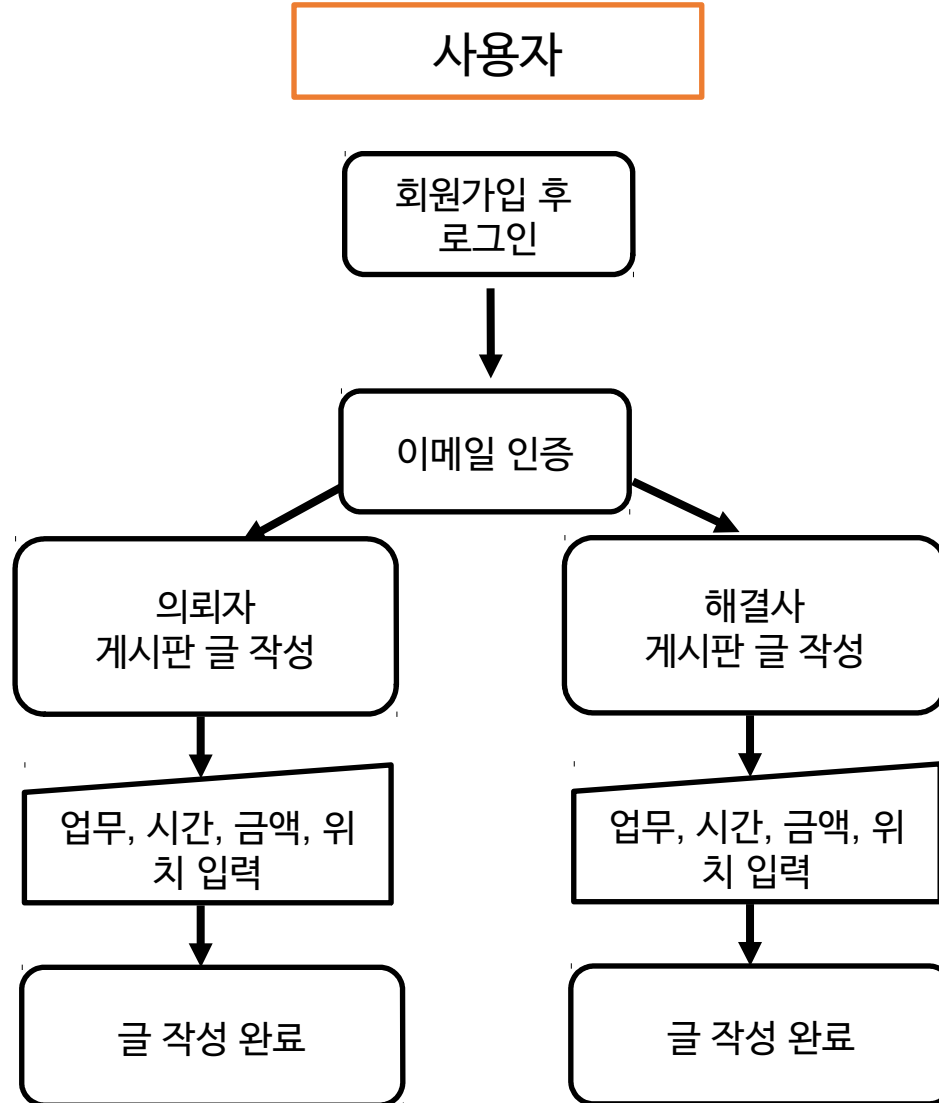 사용자
회원가입 후
로그인
이메일 인증
의뢰자
게시판 글 작성
해결사
게시판 글 작성
업무, 시간, 금액, 위
치 입력
업무, 시간, 금액, 위
치 입력
글 작성 완료
글 작성 완료